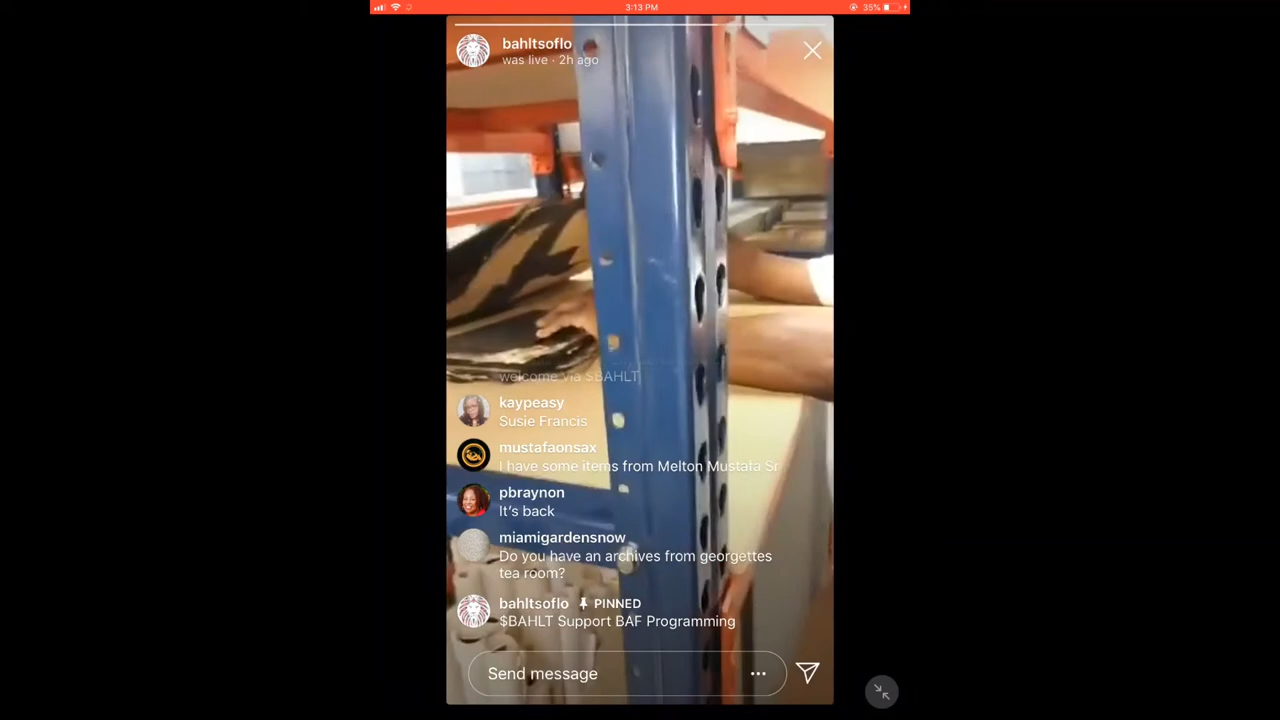 3:13 PM
35%
bahltsoflo
was live · 2h ago
welcome via $BAHLT
kaypeasy
Susie Francis
mustafaonsax
I have some items from Melton Mustafa Sr
pbraynon
It’s back
miamigardensnow
Do you have an archives from georgettes
tea room?
bahltsoflo PINNED
$BAHLT Support BAF Programming
Send message